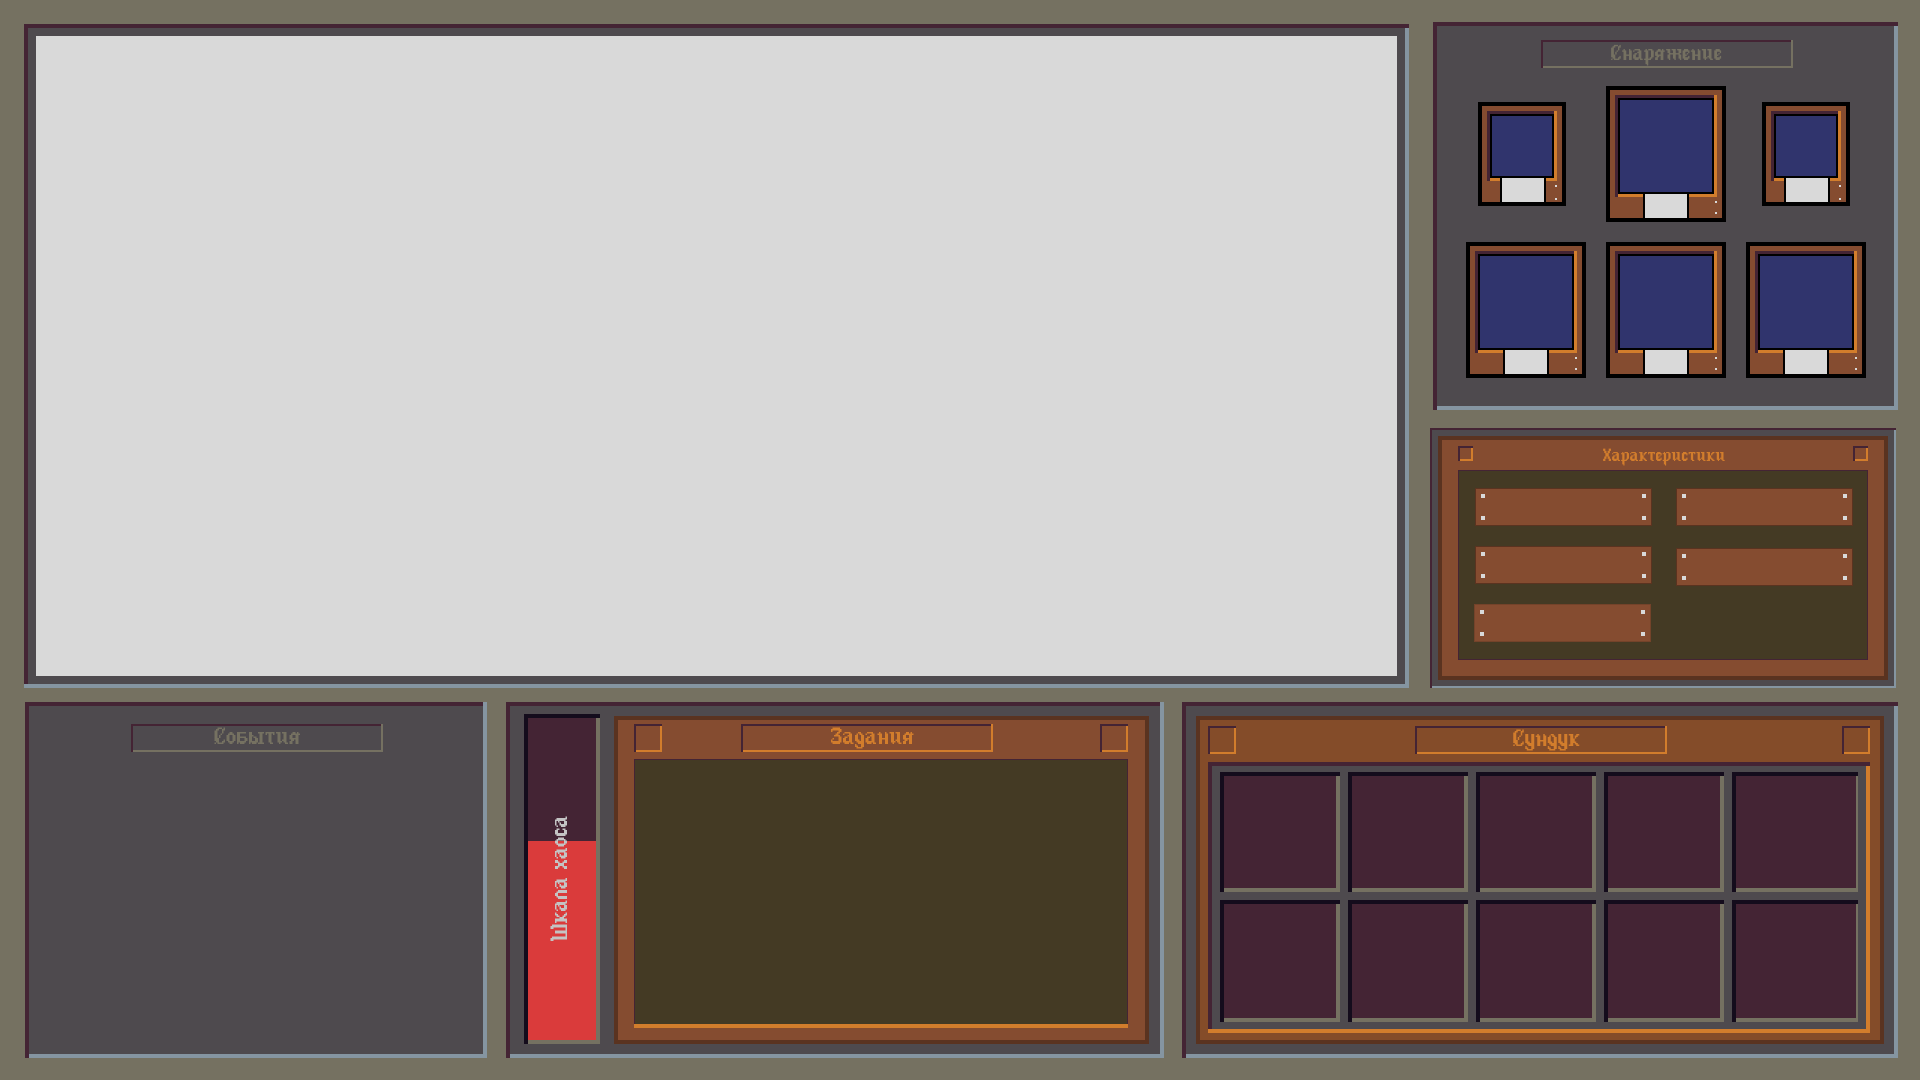 Снаряжение
Характеристики
События
Шкала хаоса
Задания
Сундук